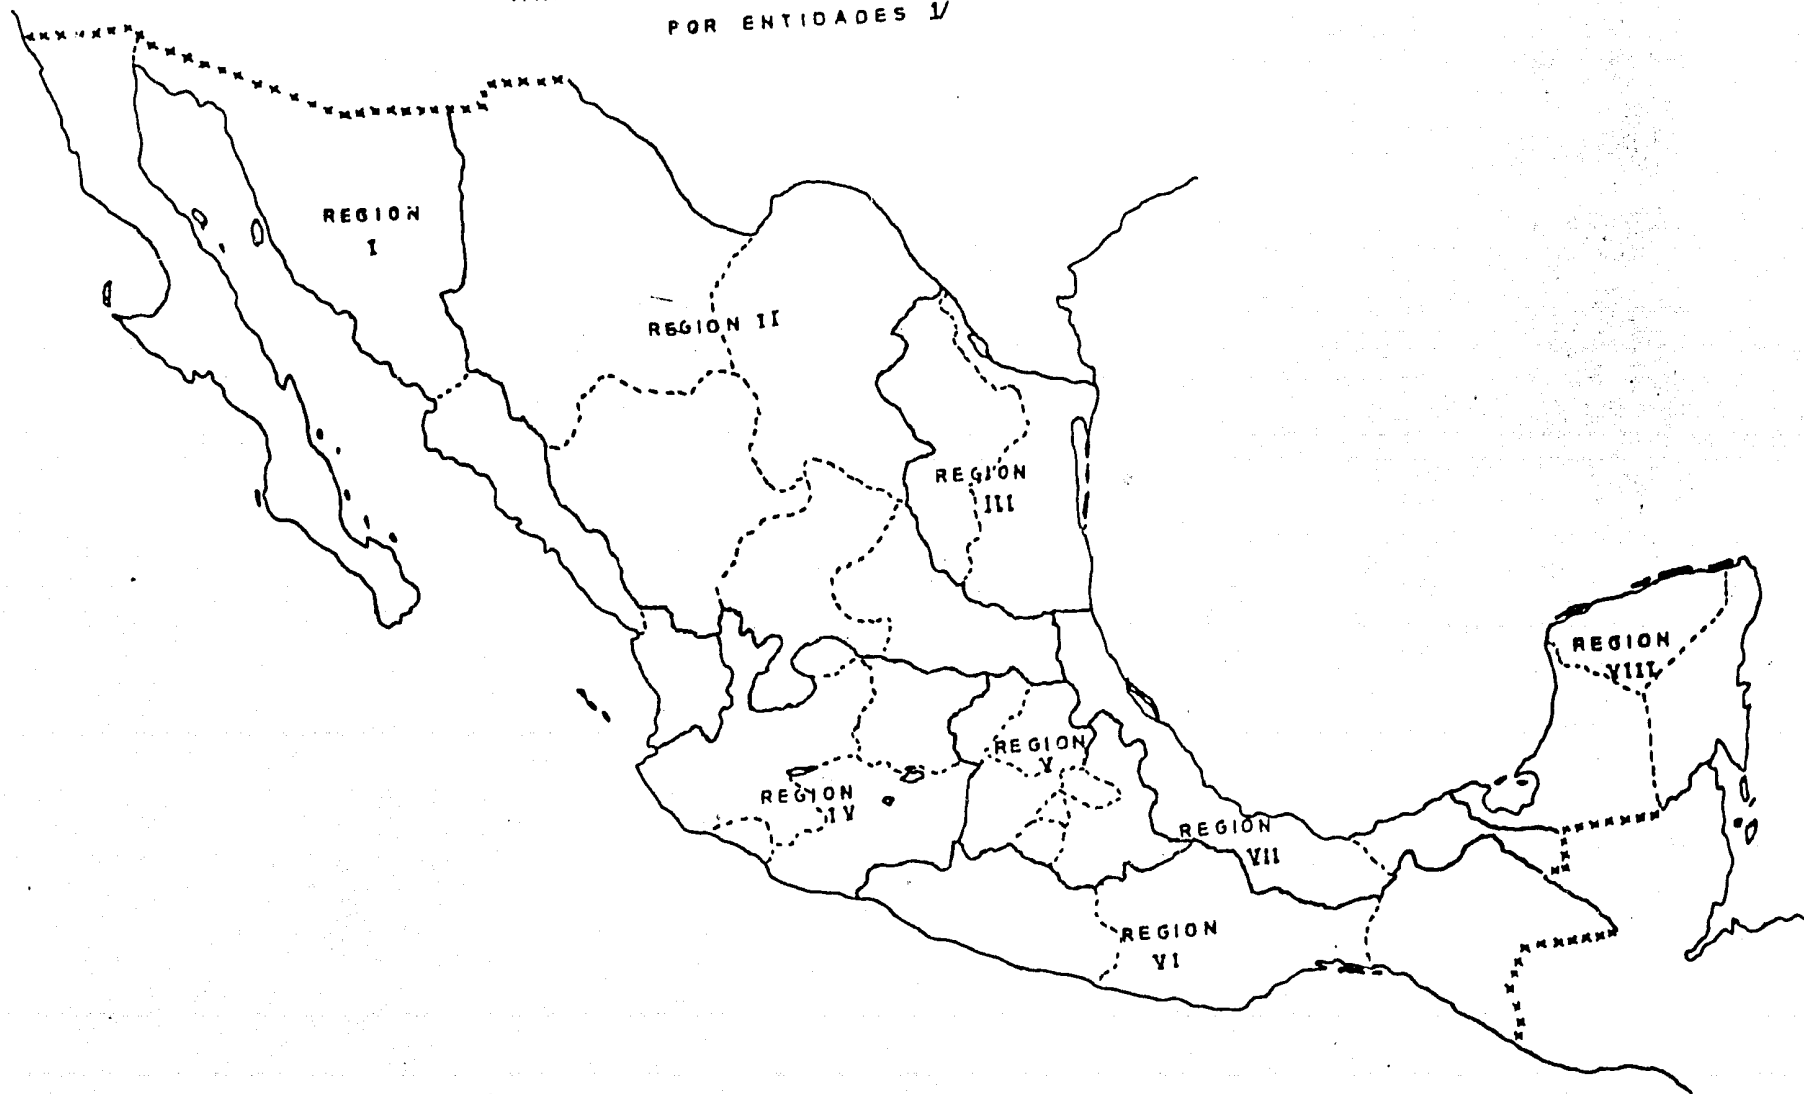 POR ENTIDADES 1/
REGION
I
REGION II
REGION
III
REGION
VIII
REGION
V
REGION
IV
REGION
VII
REGION
VI